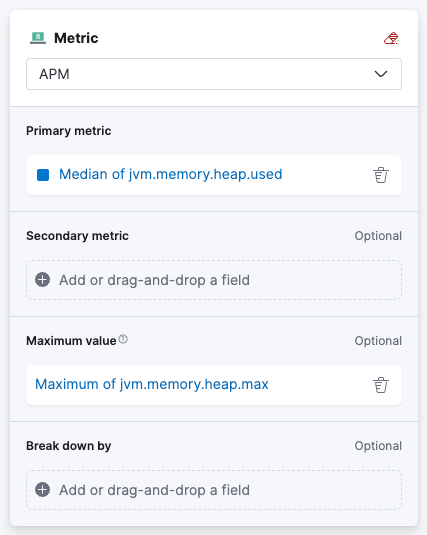 8 Metric
APM
Primary metric
Median of jvm.memory.heap.used
Secondary metric Optional
Add or drag-and-drop a field
Maximum value Optional
Maximum of jvm.memory.heap.max
Break down by Optional
Add or drag-and-drop a field